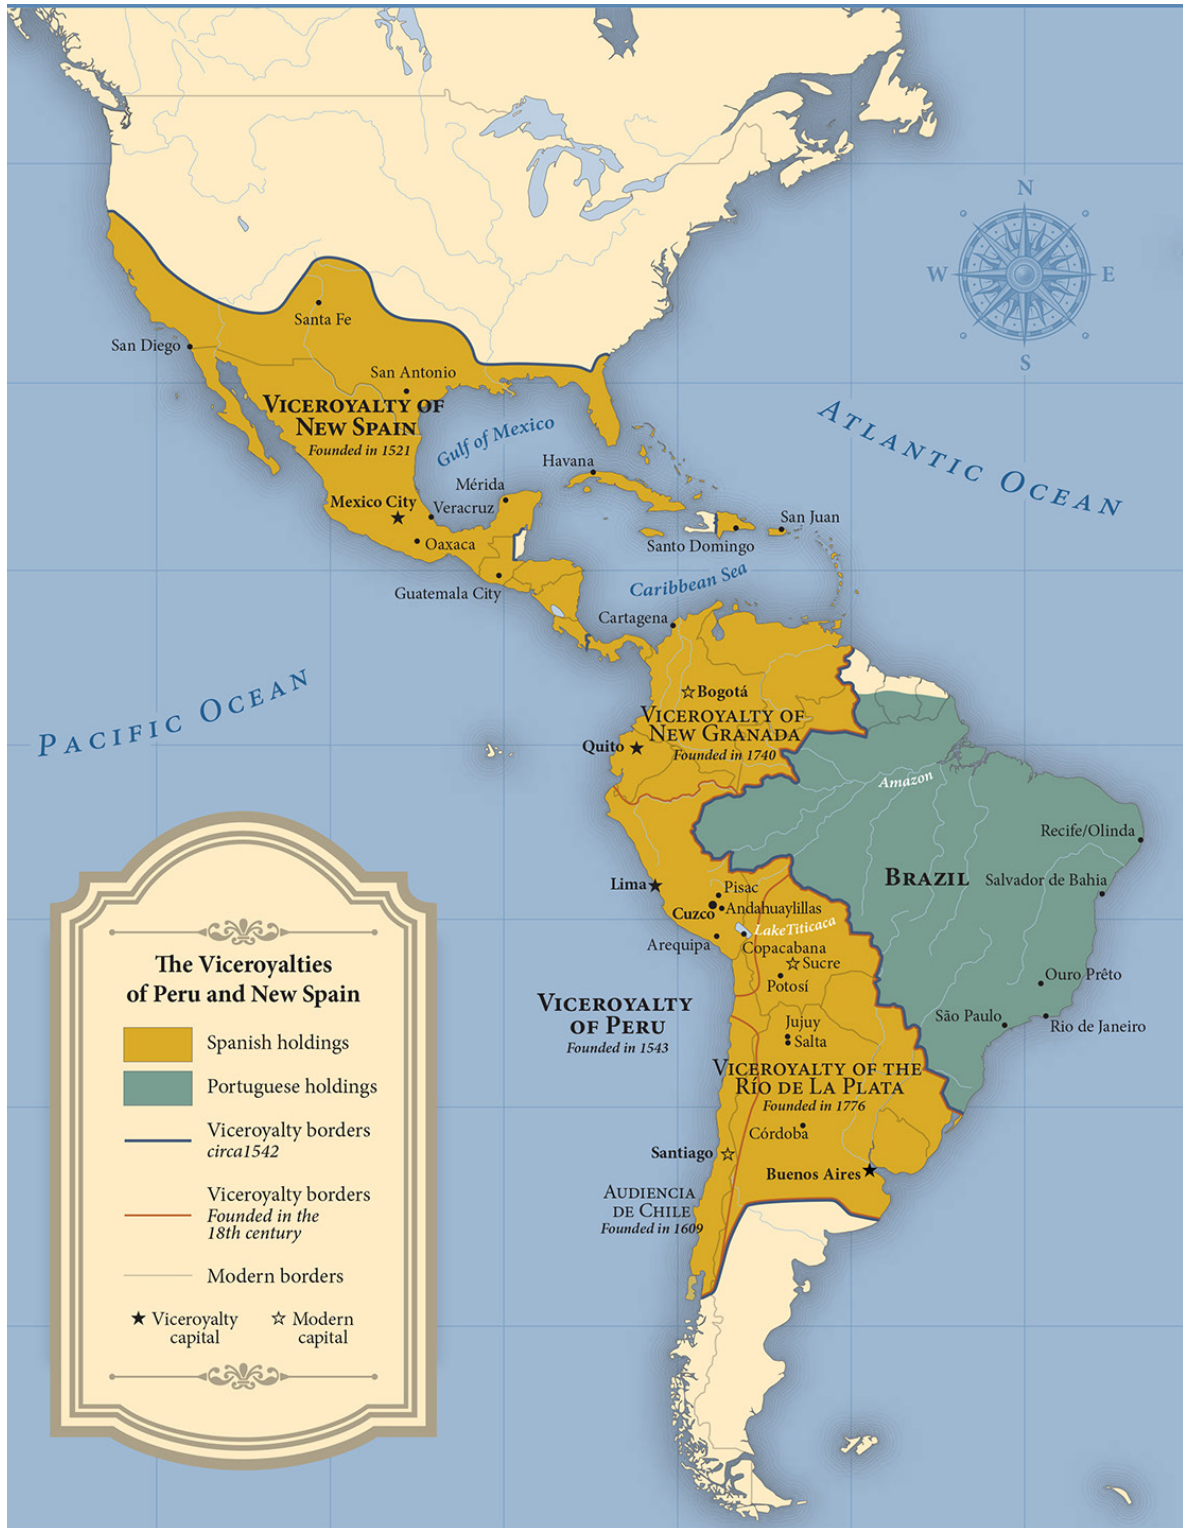 N
W
E
S
Santa Fe
San Diego
San Antonio
VICEROYALTY OF
NEW SPAIN
Founded in 1521
Gulf of Mexico
ATLANTIC OCEAN
Havana
Mérida
Mexico City
Veracruz
San Juan
Oaxaca
Santo Domingo
Guatemala City
Caribbean Sea
Cartagena
PACIFIC OCEAN
Bogotá
VICEROYALTY OF
NEW GRANADA
Founded in 1740
Quito
Amazon
Recife/Olinda
BRAZIL
Salvador de Bahia
Lima
Pisac
Cuzco
Andahuaylillas
Lake Titicaca
Arequipa
Copacabana
Sucre
Potosí
Ouro Prêto
São Paulo
Rio de Janeiro
VICEROYALTY
OF PERU
Founded in 1543
Jujuy
Salta
VICEROYALTY OF THE
RÍO DE LA PLATA
Founded in 1776
Córdoba
Santiago
Buenos Aires
AUDIENCIA
DE CHILE
Founded in 1609
The Viceroyalties
of Peru and New Spain
Spanish holdings
Portuguese holdings
Viceroyalty borders
circa1542
Viceroyalty borders
Founded in the
18th century
Modern borders
Viceroyalty
capital
Modern
capital